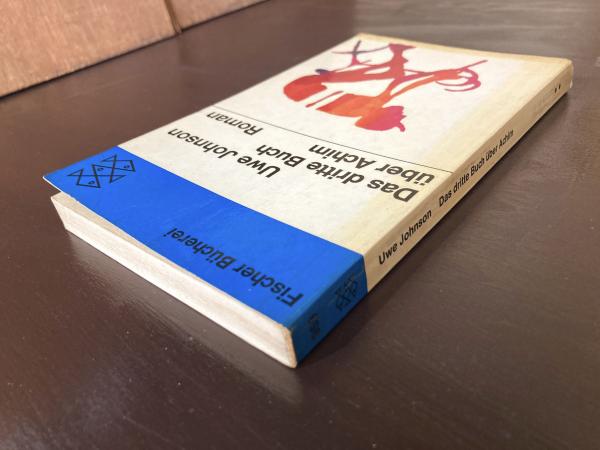 Fischer Bücherei
Uwe Johnson
Das dritte Buch
über Achim
Roman
Uwe Johnson Das dritte Buch über Achim